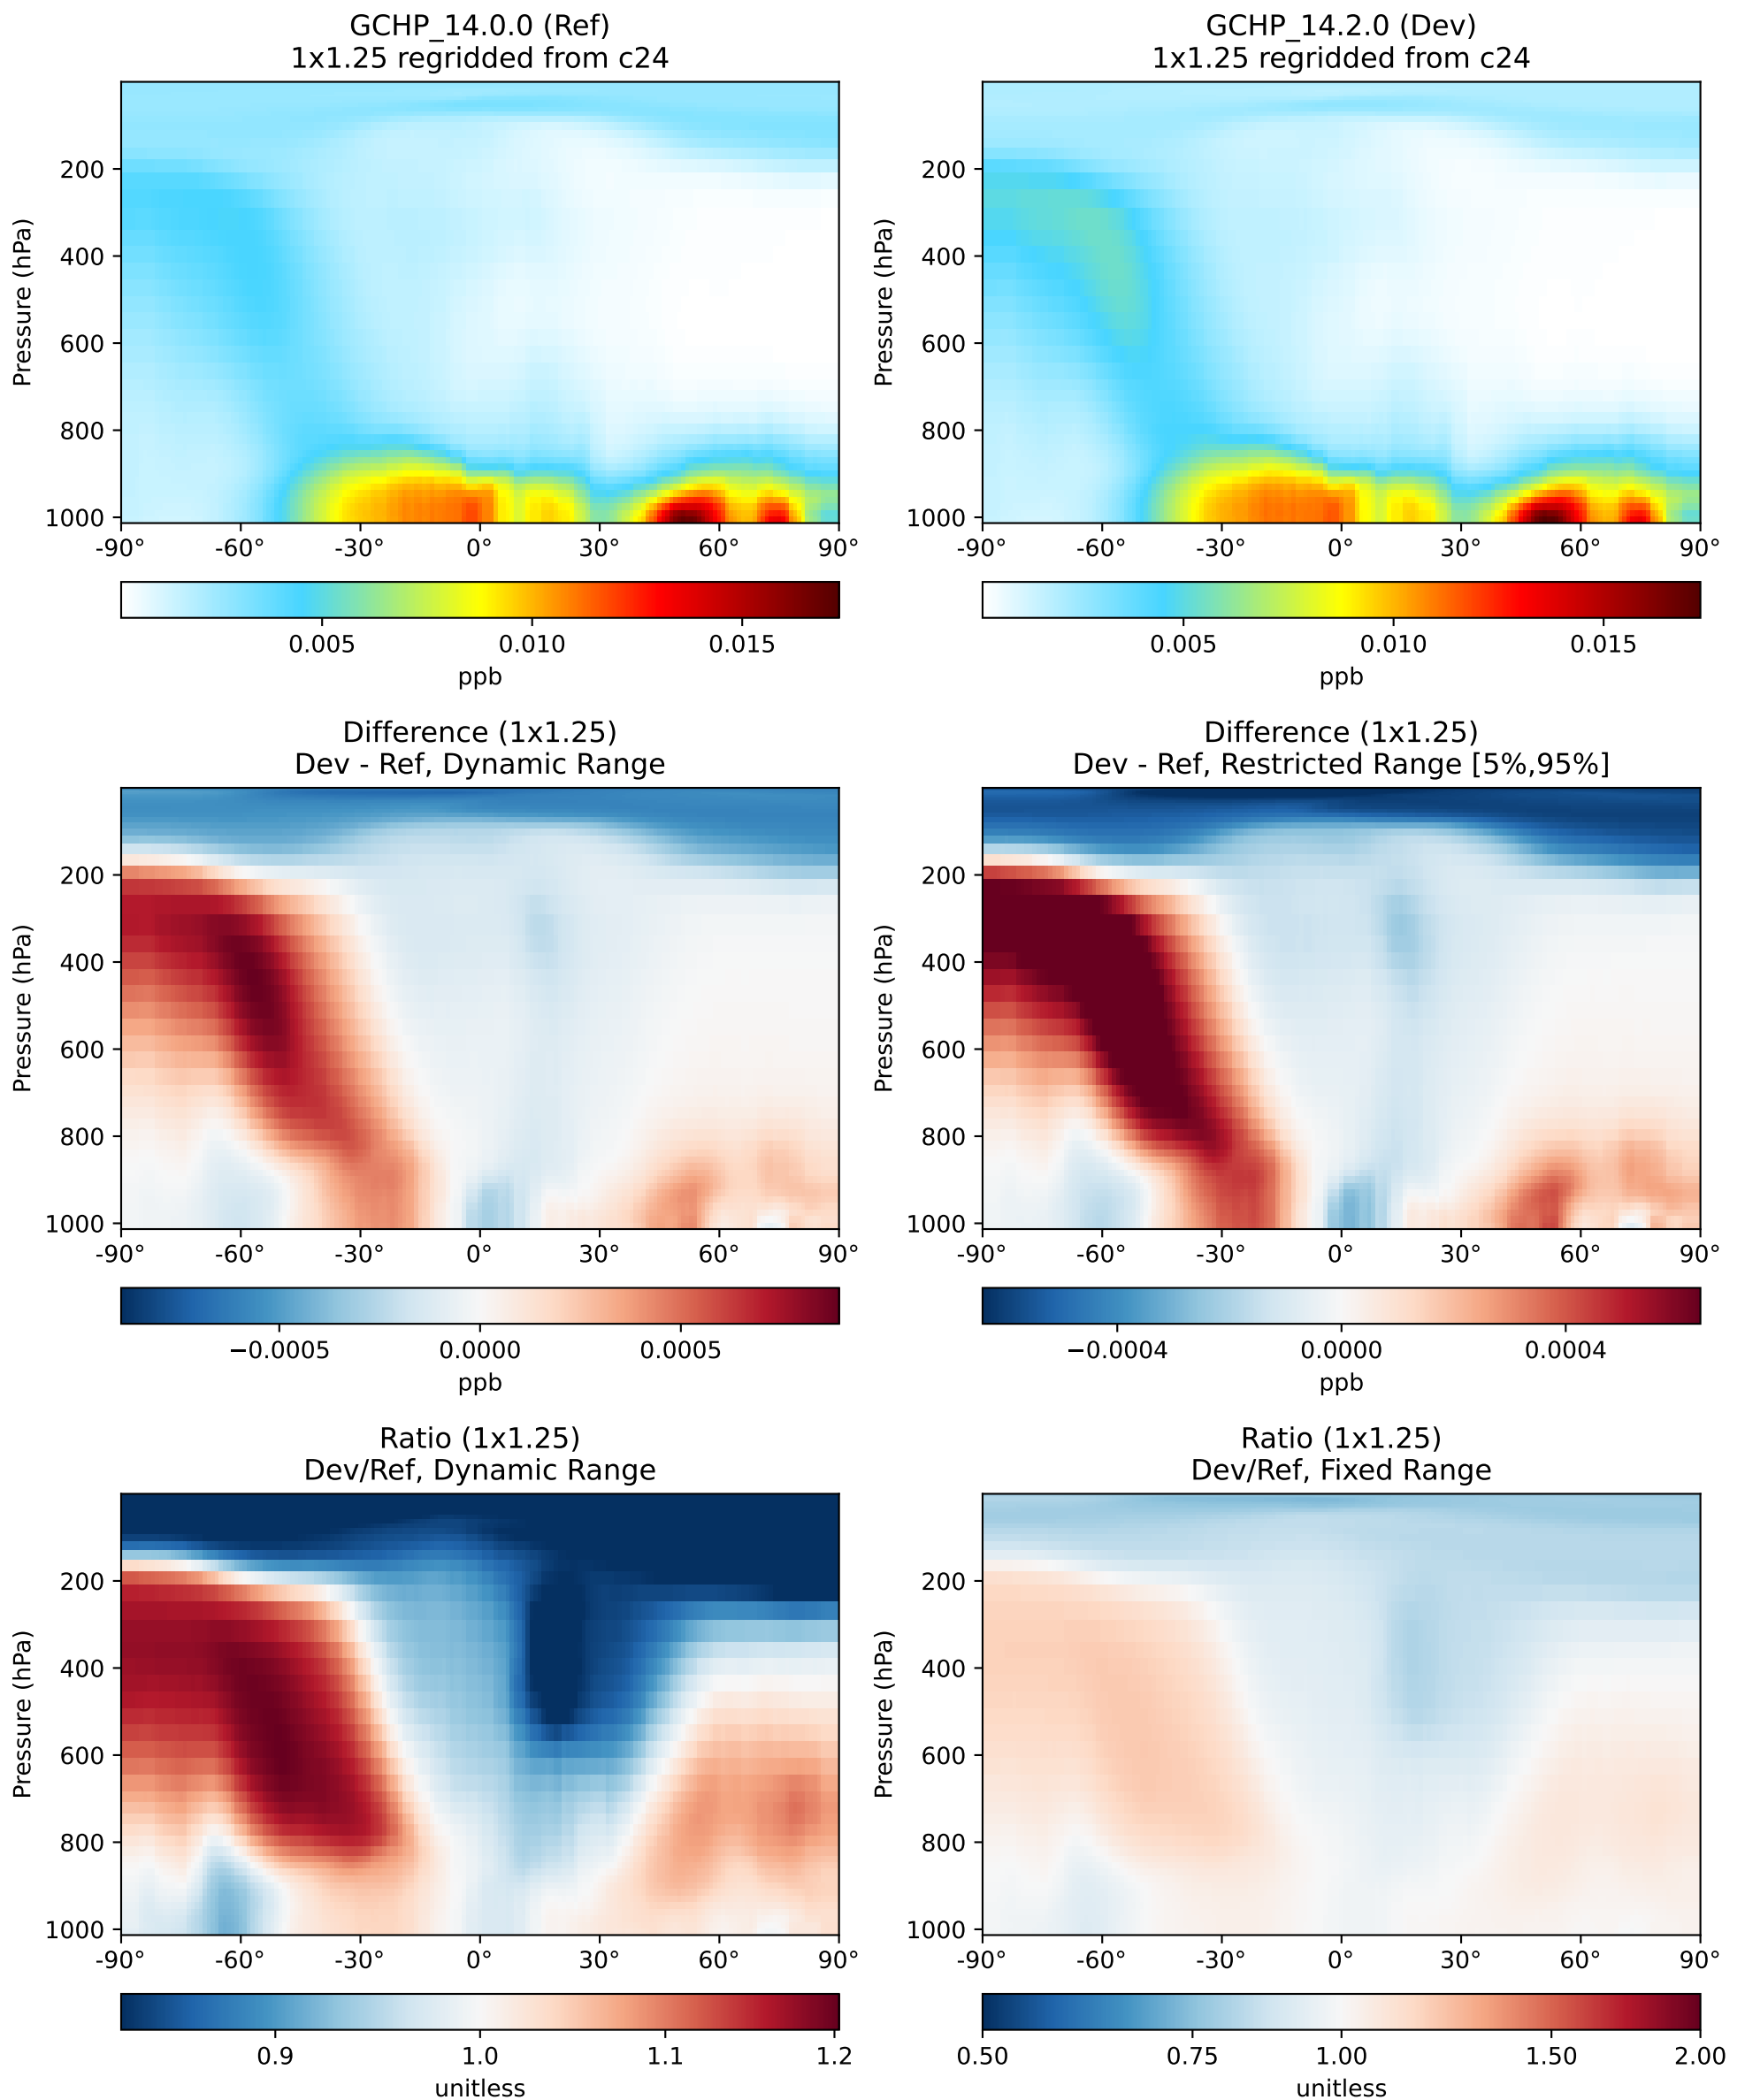 GCHP_14.0.0 (Ref)
1x1.25 regridded from c24
Pressure (hPa)
200
400
600
800
1000
-90° -60° -30° 0° 30° 60° 90°
0.005 0.010 0.015
ppb
GCHP_14.2.0 (Dev)
1x1.25 regridded from c24
Pressure (hPa)
200
400
600
800
1000
-90° -60° -30° 0° 30° 60° 90°
0.005 0.010 0.015
ppb
Difference (1x1.25)
Dev - Ref, Dynamic Range
Pressure (hPa)
200
400
600
800
1000
-90° -60° -30° 0° 30° 60° 90°
−0.0005 0.0000 0.0005
ppb
Difference (1x1.25)
Dev - Ref, Restricted Range [5%,95%]
Pressure (hPa)
200
400
600
800
1000
-90° -60° -30° 0° 30° 60° 90°
−0.0004 0.0000 0.0004
ppb
Ratio (1x1.25)
Dev/Ref, Dynamic Range
Pressure (hPa)
200
400
600
800
1000
-90° -60° -30° 0° 30° 60° 90°
0.9 1.0 1.1 1.2
unitless
Ratio (1x1.25)
Dev/Ref, Fixed Range
Pressure (hPa)
200
400
600
800
1000
-90° -60° -30° 0° 30° 60° 90°
0.50 0.75 1.00 1.50 2.00
unitless